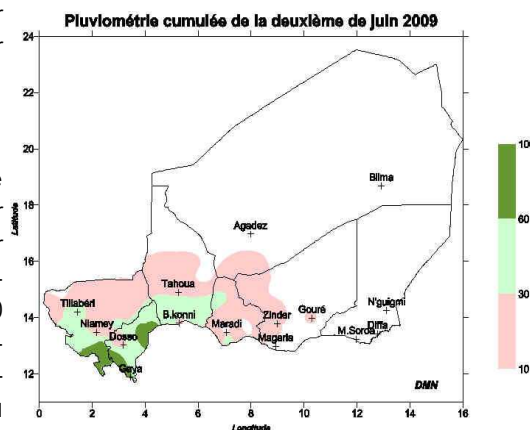 Pluviométrie cumulée de la deuxième de juin 2009
24
22
20
18
16
14
12
Latitude
Bilma
Agadez
Tahoua
Tillabéri
N'guigmi
Gouré
B.konni
Zinder
Niamey
Maradi
Diffa
Dosso
M.Soroa
Magaria
Gaya
DMN
0 2 4 6 8 10 12 14 16
Longitude
100
60
30
10